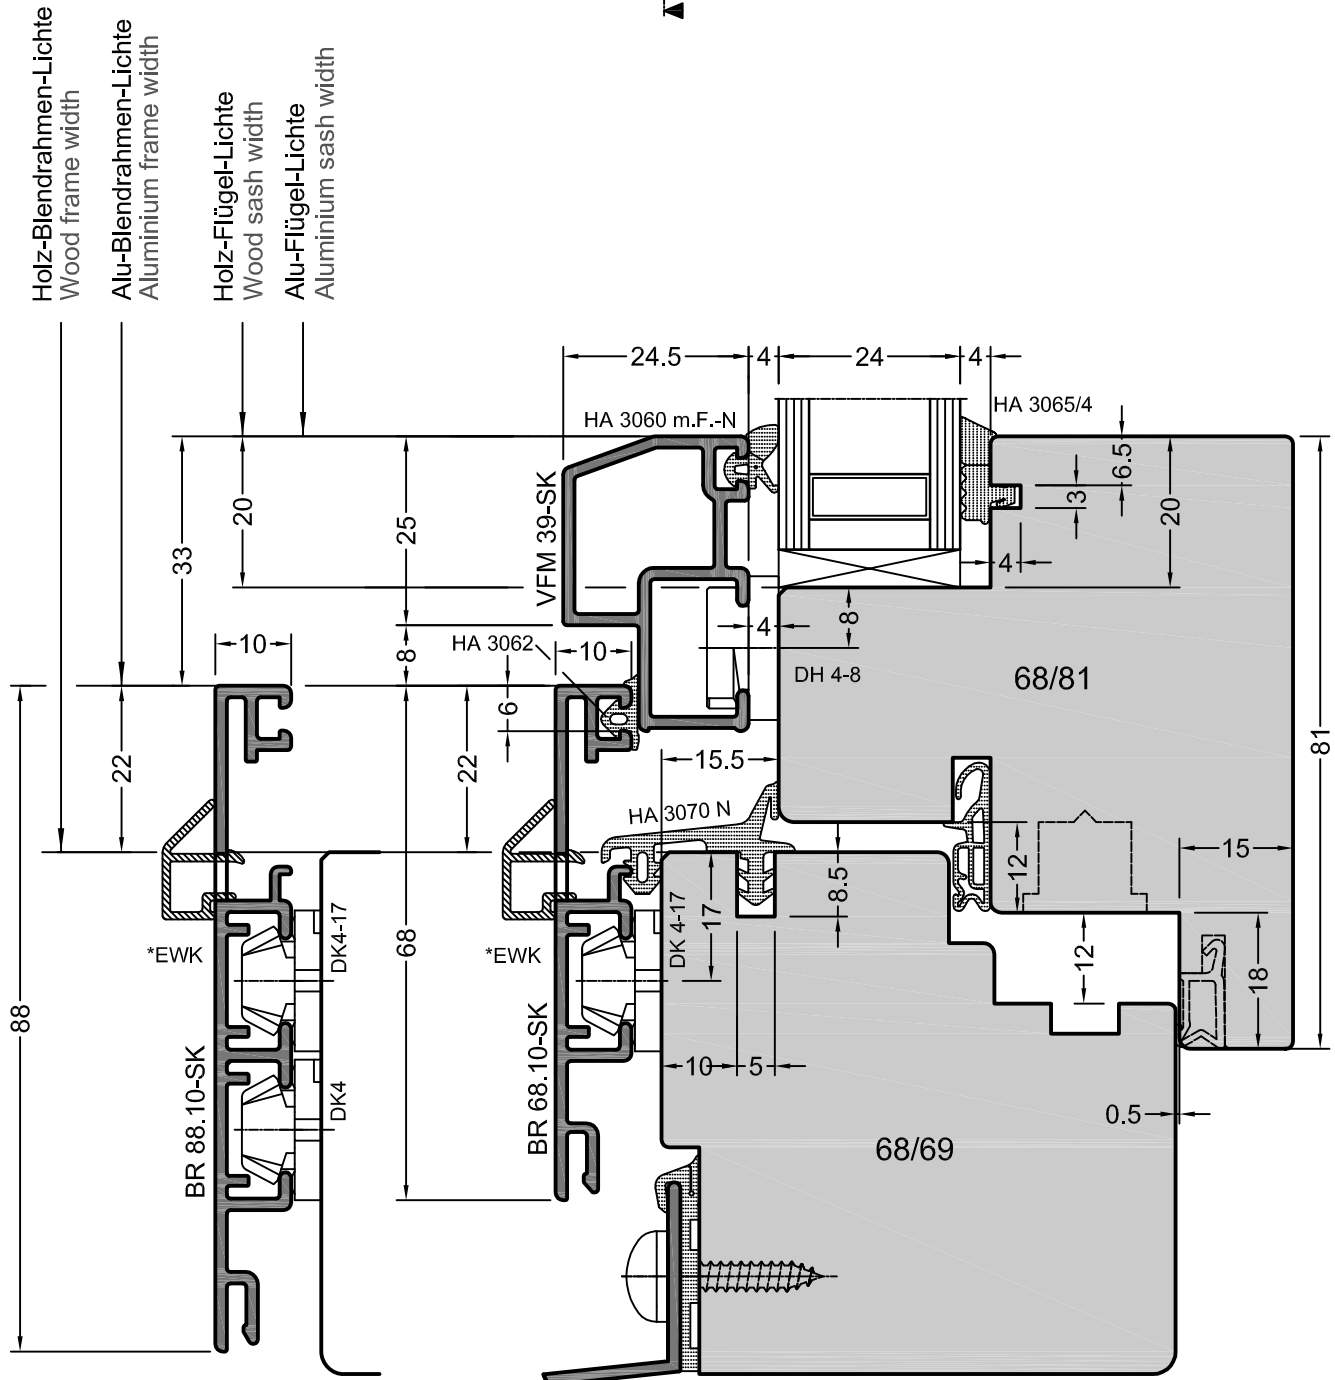 Holz-Blendrahmen-Lichte
Wood frame width
Alu-Blendrahmen-Lichte
Aluminium frame width
Holz-Flügel-Lichte
Wood sash width
Alu-Flügel-Lichte
Aluminium sash width
24.5
4
24
4
HA 3060 m.F.-N
HA 3065/4
6.5
3
20
4
81
33
20
25
VFM 39-SK
8
10
HA 3062
10
4
8
DH 4-8
68/81
6
22
22
15.5
HA 3070 N
12
15
8.5
17
DK4-17
DK 4-17
*EWK
*EWK
68
88
12
18
BR 88.10-SK
BR 68.10-SK
10
5
DK4
0.5
68/69